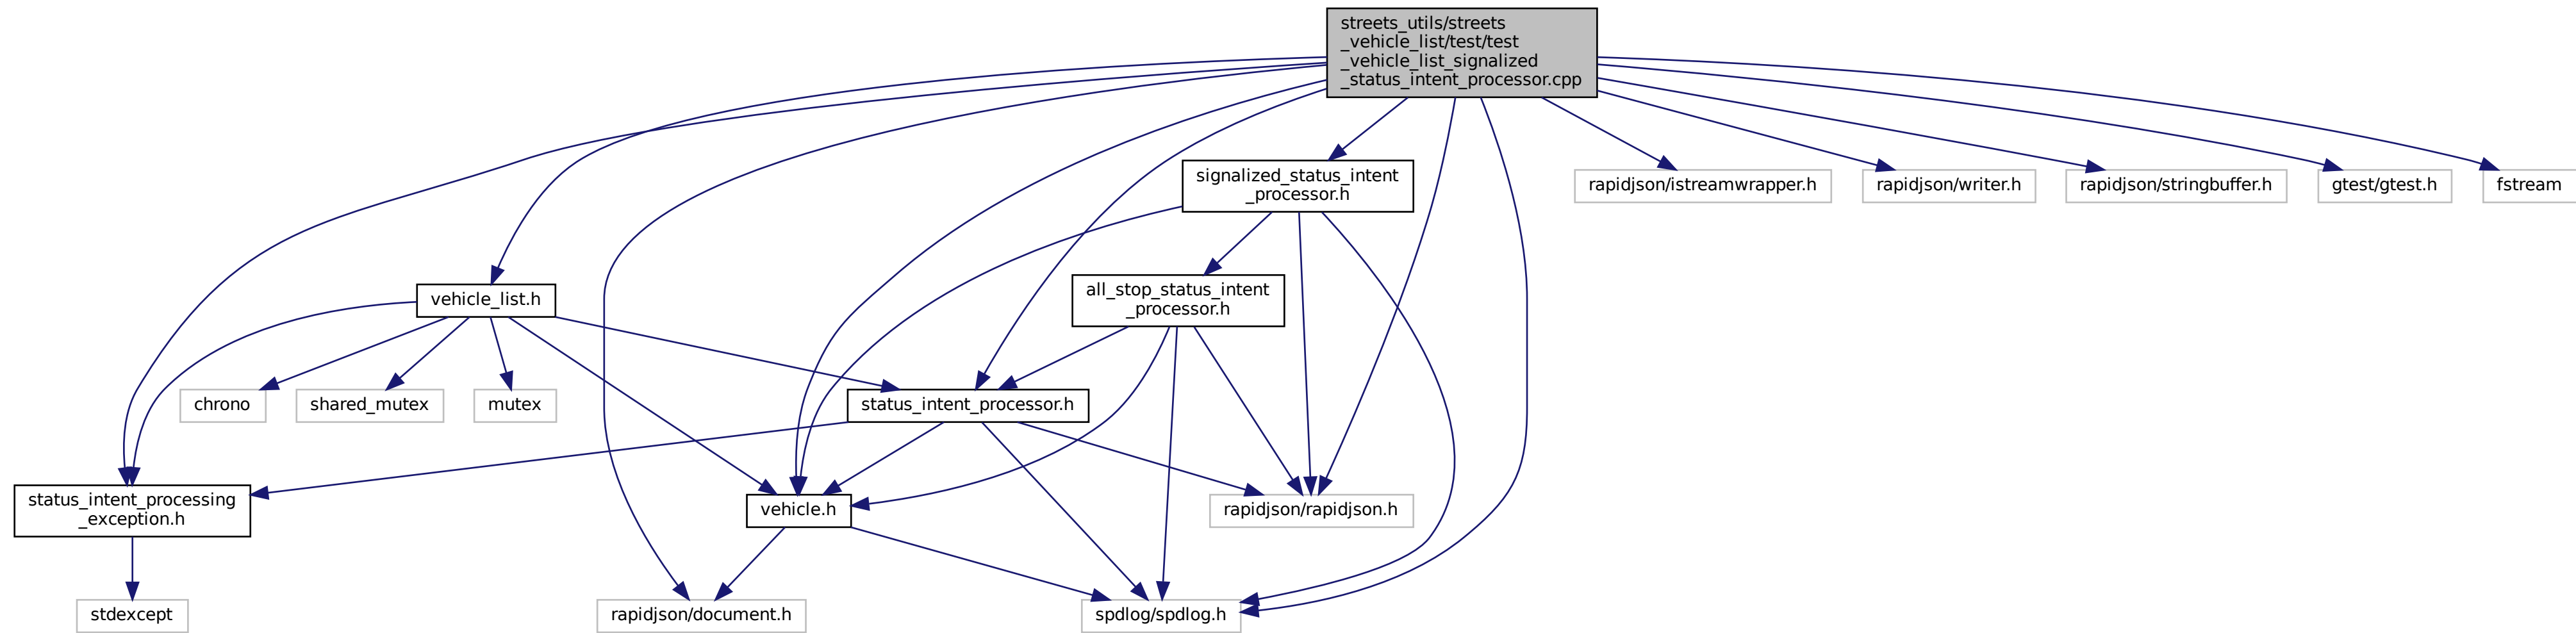 streets_utils/streets
_vehicle_list/test/test
_vehicle_list_signalized
_status_intent_processor.cpp
signalized_status_intent
_processor.h
rapidjson/istreamwrapper.h
rapidjson/writer.h
rapidjson/stringbuffer.h
gtest/gtest.h
fstream
vehicle_list.h
all_stop_status_intent
_processor.h
chrono
shared_mutex
mutex
status_intent_processor.h
status_intent_processing
_exception.h
vehicle.h
rapidjson/rapidjson.h
stdexcept
rapidjson/document.h
spdlog/spdlog.h